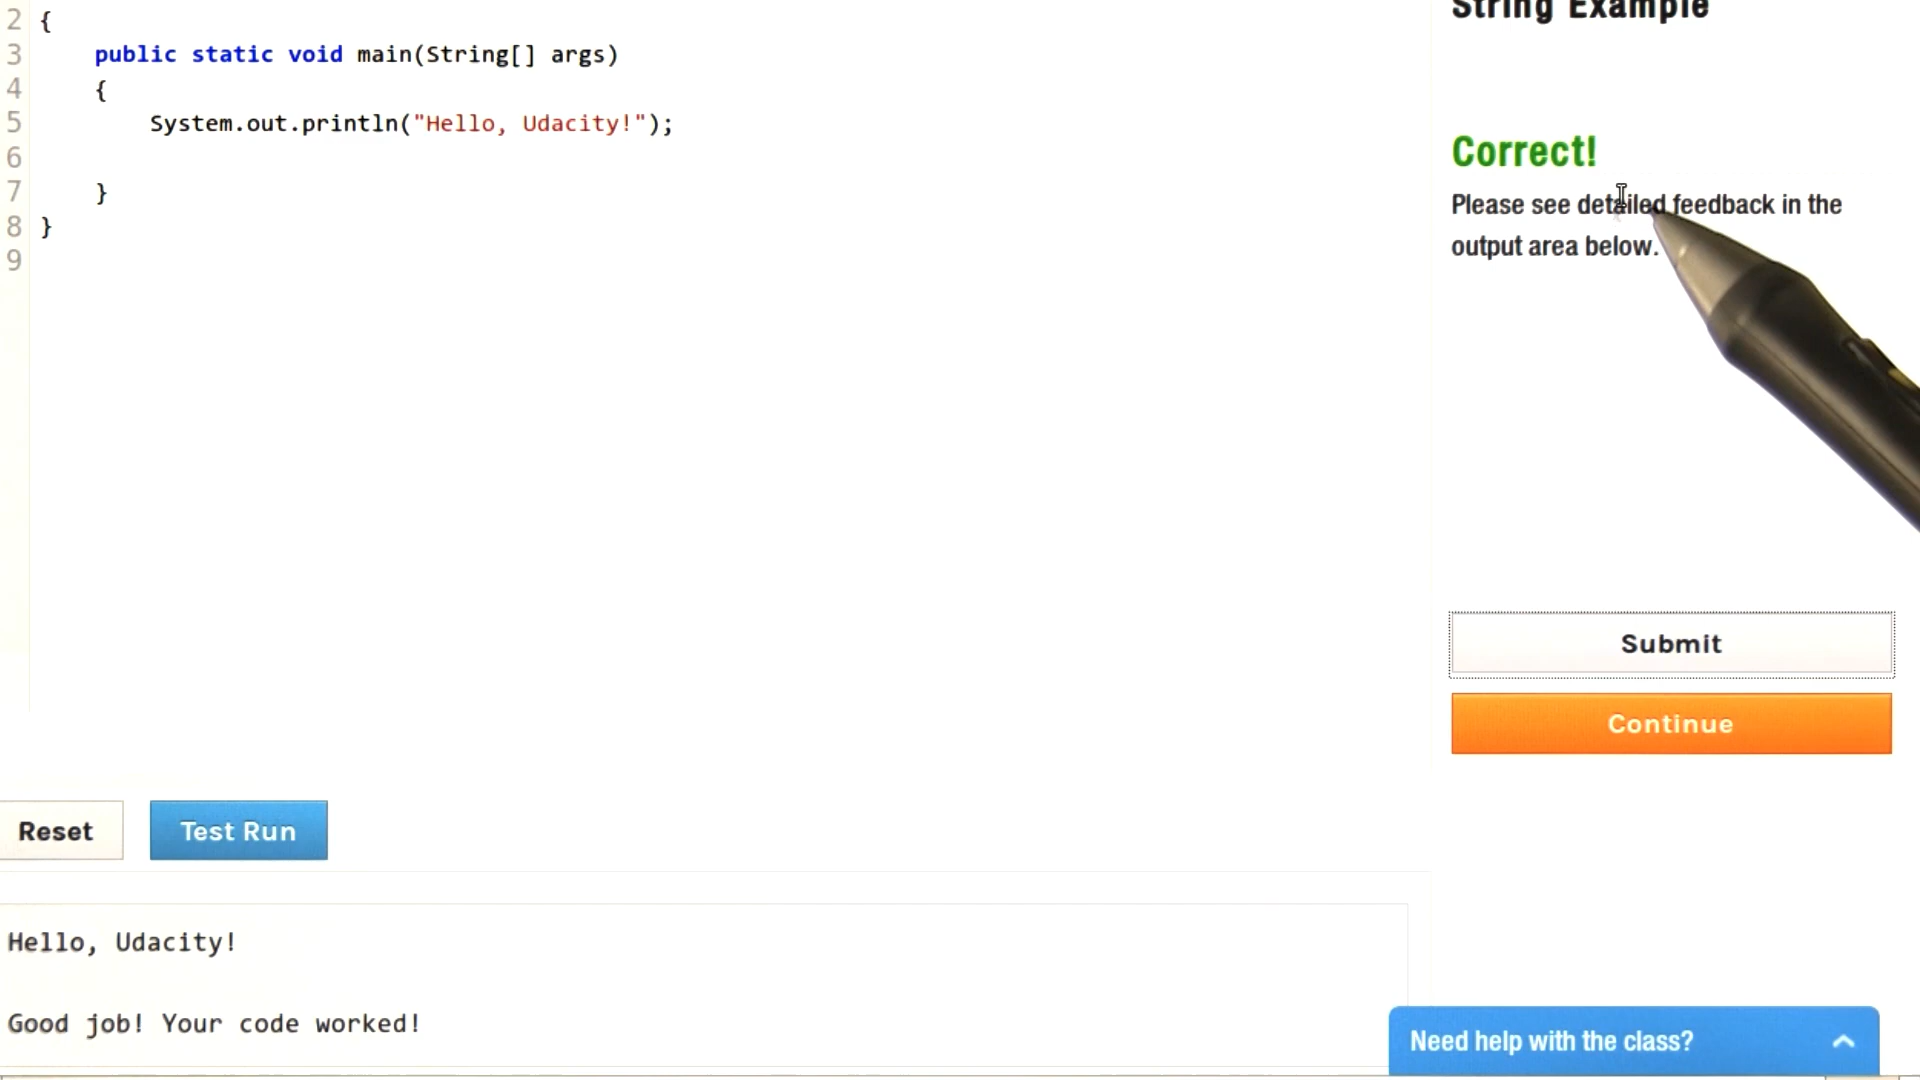 2 {
3 public static void main(String[] args)
4 {
5 System.out.println("Hello, Udacity!");
6
7 }
8 }
9
String Example
Correct!
Please see detailed feedback in the
output area below.
Submit
Continue
Reset
Test Run
Hello, Udacity!
Good job! Your code worked!
Need help with the class?